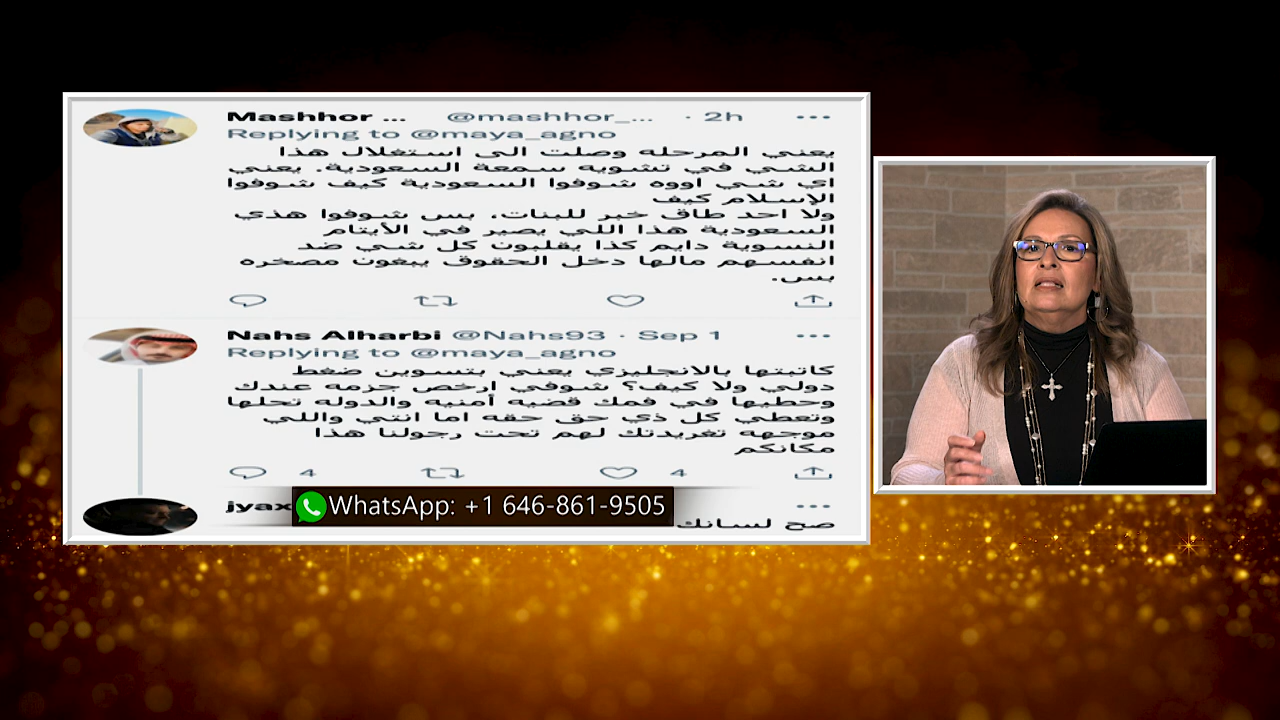 Mashhor ... @mashhor_... · 2h
Replying to @maya_agno
يعني المرحله وصلت الى استغلال هذا
الشي في تشويه سمعة السعودية. يعني
اي شي اووه شوفوا السعودية كيف شوفوا
الإسلام كيف
ولا احد طاق خبر للبنات، بس شوفوا هذي
السعودية هذا اللي يصير في الأيتام
النسوية دايم كذا يقلبون كل شي ضد
انفسهم مالها دخل الحقوق يبغون مصخره
بس.
Nahs Alharbi @Nahs93 · Sep 1
Replying to @maya_agno
كاتبتها بالانجليزي يعني بتسوين ضغط
دولي ولا كيف؟ شوفي ارخص جزمه عندك
وحطيها في فمك قضيه أمنيه والدوله تحلها
وتعطي كل ذي حق حقه اما انتي واللي
موجهه تغريدتك لهم تحت رجولنا هذا
مكانكم
4 4
jyax
صح لسانك
WhatsApp: +1 646-861-9505